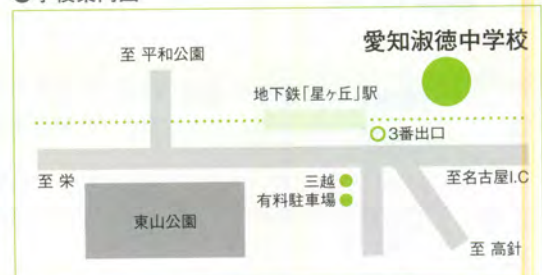 愛知淑徳中学校
至 平和公園
地下鉄「星ヶ丘」駅
3番出口
至 栄
三越
至名古屋I.C
有料駐車場
東山公園
至 高針